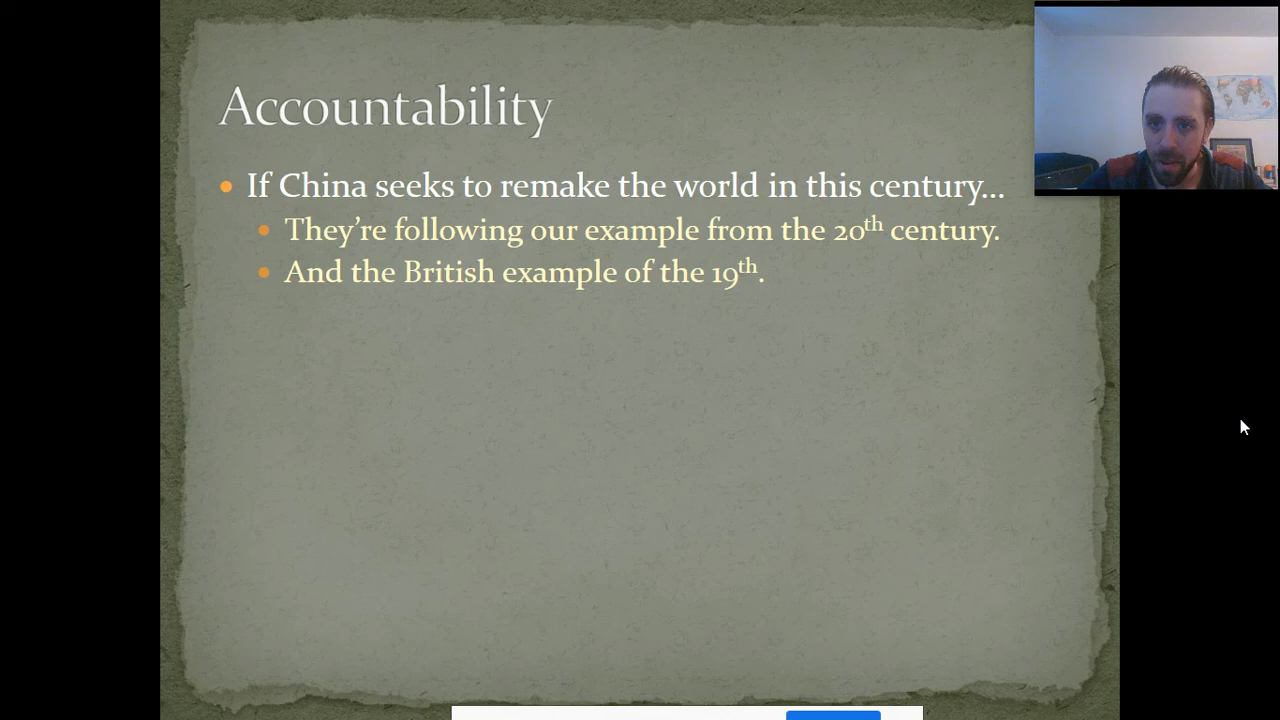 Accountability
If China seeks to remake the world in this century...
They’re following our example from the 20th century.
And the British example of the 19th.